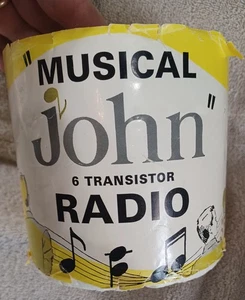 "MUSICAL
John"
6 TRANSISTOR
RADIO